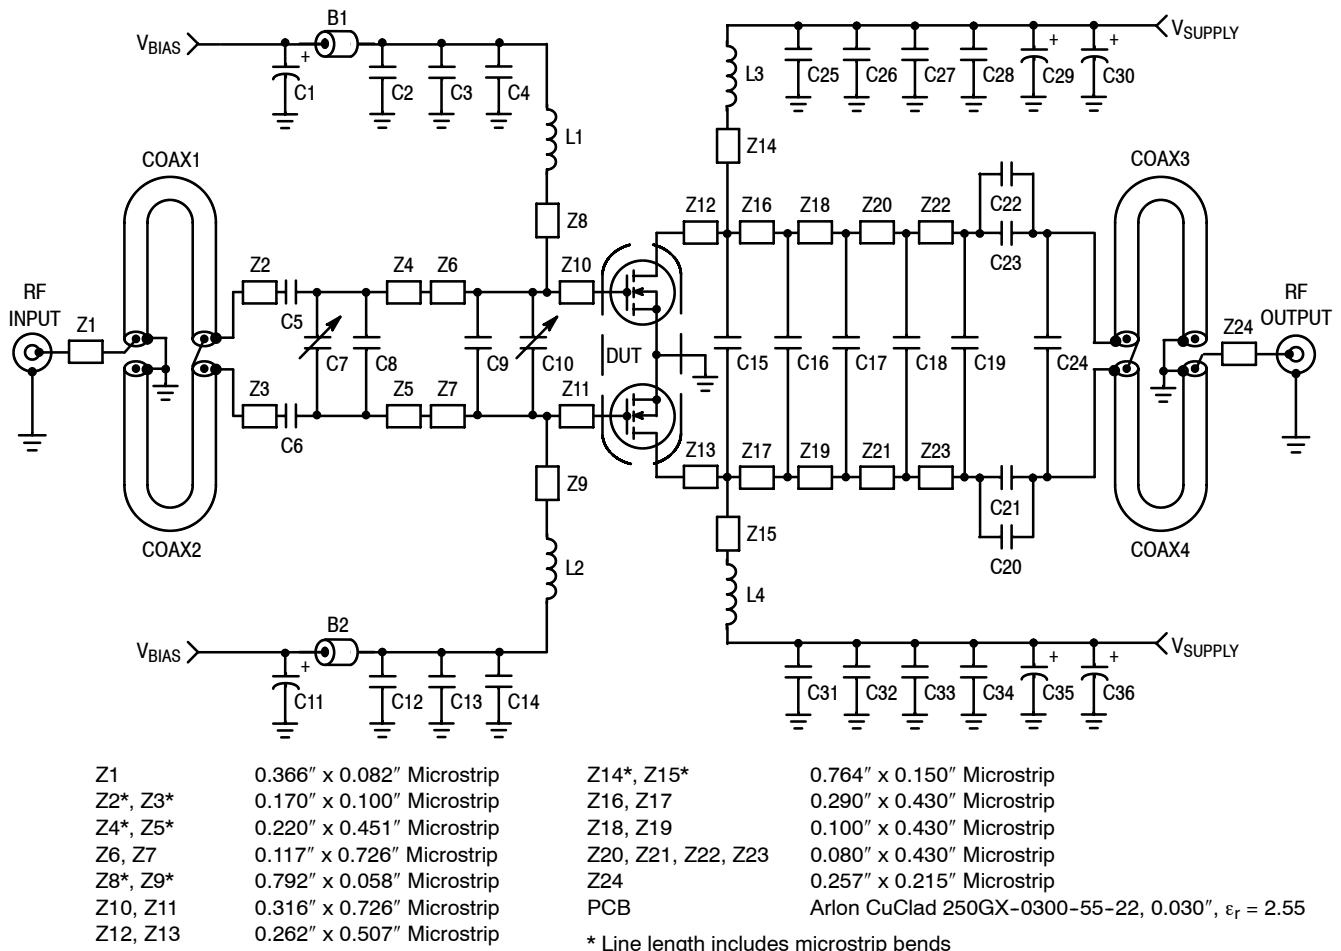 B1
VBIAS
VSUPPLY
+
C1
C2
C3
C4
L1
L3
C25
C26
C27
C28
+
C29
+
C30
Z14
COAX1
COAX3
Z8
Z12
Z16
Z18
Z20
Z22
C22
C23
Z2
Z4
Z6
Z10
RF
INPUT
Z1
C5
C7
C8
C9
C10
DUT
C15
C16
C17
C18
C19
C24
Z24
RF
OUTPUT
Z3
Z5
Z7
Z11
C6
Z13
Z17
Z19
Z21
Z23
C21
C20
Z9
Z15
COAX2
COAX4
L2
L4
B2
VBIAS
VSUPPLY
+
C11
C12
C13
C14
C31
C32
C33
C34
+
C35
+
C36
Z1 0.366″ x 0.082″ Microstrip
Z2*, Z3* 0.170″ x 0.100″ Microstrip
Z4*, Z5* 0.220″ x 0.451″ Microstrip
Z6, Z7 0.117″ x 0.726″ Microstrip
Z8*, Z9* 0.792″ x 0.058″ Microstrip
Z10, Z11 0.316″ x 0.726″ Microstrip
Z12, Z13 0.262″ x 0.507″ Microstrip
Z14*, Z15* 0.764″ x 0.150″ Microstrip
Z16, Z17 0.290″ x 0.430″ Microstrip
Z18, Z19 0.100″ x 0.430″ Microstrip
Z20, Z21, Z22, Z23 0.080″ x 0.430″ Microstrip
Z24 0.257″ x 0.215″ Microstrip
PCB Arlon CuClad 250GX-0300-55-22, 0.030″, εr = 2.55
* Line length includes microstrip bends